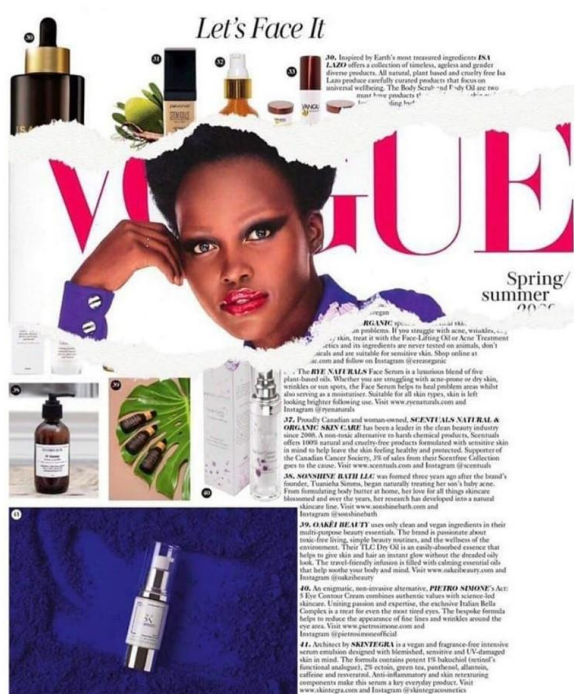 Let's Face It
30
31
32
33
30. Inspired by Earth's most treasured ingredients ISA
LAZO offers a collection of timeless, ageless and gender
diverse products. All natural, plant based and cruelty free Isa
Lazo produce carefully curated products that focus on
universal wellbeing. The Body Scrub and Body Oil are two
must have products
VOGUE
Spring/
summer
vegan
RGANIC
problems. If you struggle with acne, wrinkles,
skin, treat it with the Face-Lifting Oil or Acne Treatment
and its ingredients are never tested on animals, don't
and are suitable for sensitive skin. Shop online at
.com and follow on Instagram @
The RYE NATURALS Face Serum is a luxurious blend of five
plant-based oils. Whether you are struggling with acne-prone or dry skin,
wrinkles or sun spots, the Face Serum helps to heal problem areas whilst
also serving as a moisturiser. Suitable for all skin types, skin is left
looking brighter following use. Visit www.ryenaturals.com and
Instagram @ryenaturals
37. Proudly Canadian and woman-owned, SCENTUALS NATURAL &
ORGANIC SKIN CARE has been a leader in the clean beauty industry
since 2006. A non-toxic alternative to harsh chemical products, Scentuals
offers 100% natural and cruelty-free products formulated with sensitive skin
in mind to help leave the skin feeling healthy and protected. Supporter of
the Canadian Cancer Society, 3% of sales from their Scentfree Collection
goes to the cause. Visit www.scentuals.com and Instagram @scentuals
38. SONSHINE BATH LLC was formed three years ago after the brand's
founder, Tuanieha Simms, began naturally treating her son's baby acne.
From formulating body butter at home, her love for all things skincare
blossomed and over the years, her research has developed into a natural
skincare line. Visit www.sonshinebath.com and
Instagram @sonshinebath
39. OAKËI BEAUTY uses only clean and vegan ingredients in their
multi-purpose beauty essentials. The brand is passionate about
toxic-free living, simple beauty routines, and the wellness of the
environment. Their TLC Dry Oil is an easily-absorbed essence that
helps to give skin and hair an instant glow without the dreaded oily
look. The travel-friendly infusion is filled with calming essential oils
that help soothe your body and mind. Visit www.oakeibeauty.com and
Instagram @oakeibeauty
40. An enigmatic, non-invasive alternative, PIETRO SIMONE's Act:
3 Eye Contour Cream combines authentic values with science-led
skincare. Uniting passion and expertise, the exclusive Italian Bella
Complex is a treat for even the most tired eyes. The bespoke formula
helps to reduce the appearance of fine lines and wrinkles around the
eye area. Visit www.pietrosimone.com and
Instagram @pietrosimoneofficial
41. Architect by SKINTEGRA is a vegan and fragrance-free intensive
serum emulsion designed with blemished, sensitive and UV-damaged
skin in mind. The formula contains potent 1% bakuchiol (retinol's
functional analogue), 2% ectoin, green tea, panthenol, allantoin,
caffeine and resveratrol. Anti-inflammatory and skin retexturing
components make this serum a key everyday product. Visit
www.skintegra.com and Instagram @skintegracosmetics
38
39
40
41